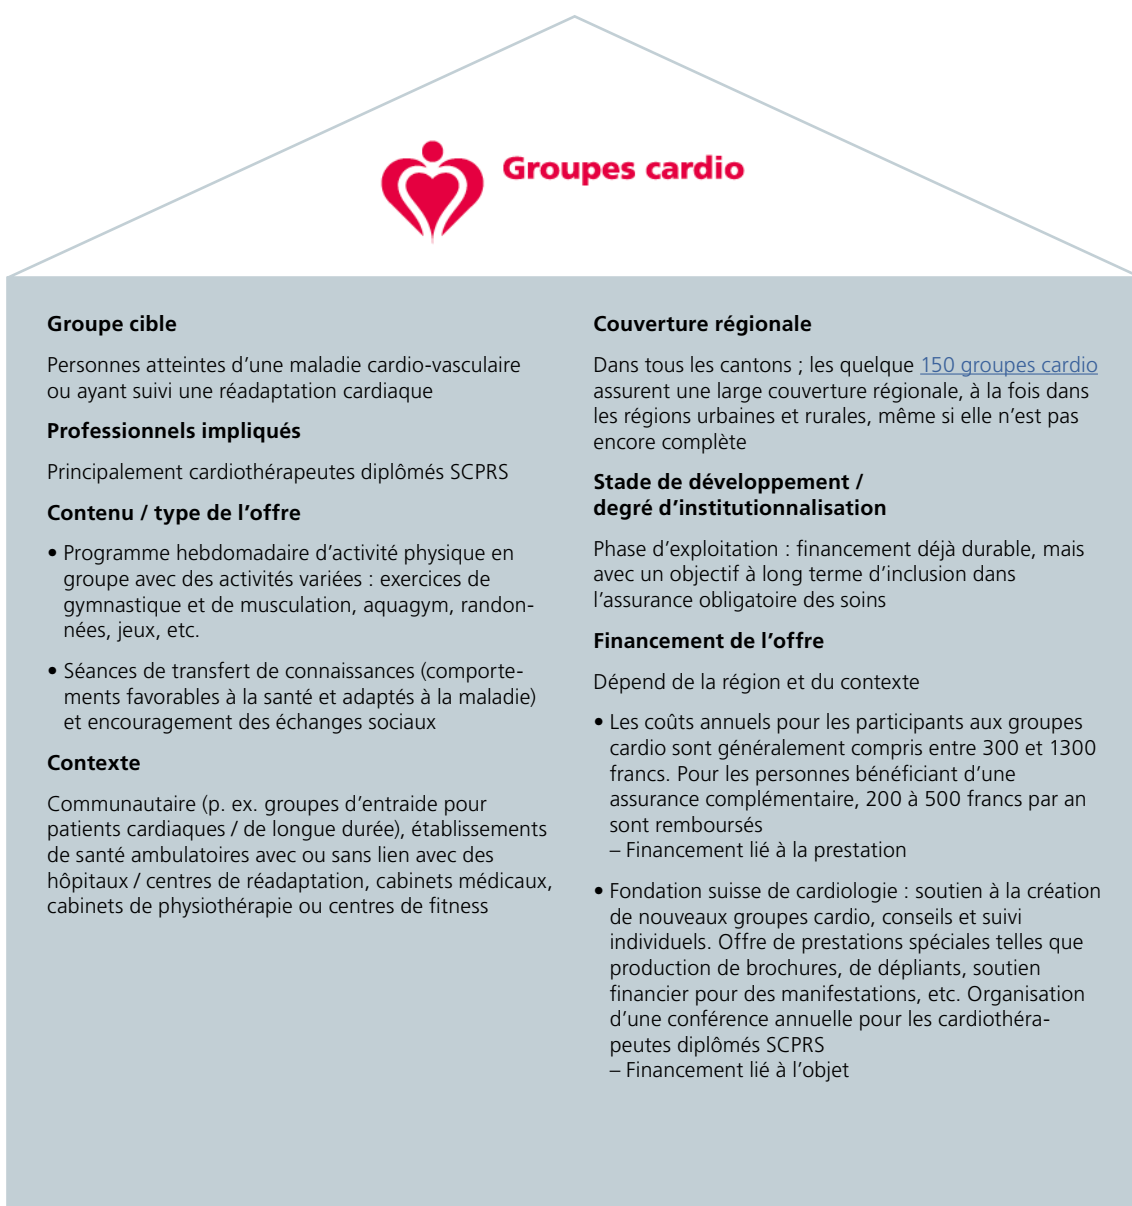 Groupes cardio
Groupe cible
Personnes atteintes d’une maladie cardio-vasculaire
ou ayant suivi une réadaptation cardiaque
Professionnels impliqués
Principalement cardiothérapeutes diplômés SCPRS
Contenu / type de l’offre
• Programme hebdomadaire d’activité physique en
groupe avec des activités variées : exercices de
gymnastique et de musculation, aquagym, randon-
nées, jeux, etc.
• Séances de transfert de connaissances (comporte-
ments favorables à la santé et adaptés à la maladie)
et encouragement des échanges sociaux
Contexte
Communautaire (p. ex. groupes d’entraide pour
patients cardiaques / de longue durée), établissements
de santé ambulatoires avec ou sans lien avec des
hôpitaux / centres de réadaptation, cabinets médicaux,
cabinets de physiothérapie ou centres de fitness
Couverture régionale
Dans tous les cantons ; les quelque 150 groupes cardio
assurent une large couverture régionale, à la fois dans
les régions urbaines et rurales, même si elle n’est pas
encore complète
Stade de développement /
degré d’institutionnalisation
Phase d’exploitation : financement déjà durable, mais
avec un objectif à long terme d’inclusion dans
l’assurance obligatoire des soins
Financement de l’offre
Dépend de la région et du contexte
• Les coûts annuels pour les participants aux groupes
cardio sont généralement compris entre 300 et 1300
francs. Pour les personnes bénéficiant d’une
assurance complémentaire, 200 à 500 francs par an
sont remboursés
– Financement lié à la prestation
• Fondation suisse de cardiologie : soutien à la création
de nouveaux groupes cardio, conseils et suivi
individuels. Offre de prestations spéciales telles que
production de brochures, de dépliants, soutien
financier pour des manifestations, etc. Organisation
d’une conférence annuelle pour les cardiothéra-
peutes diplômés SCPRS
– Financement lié à l’objet